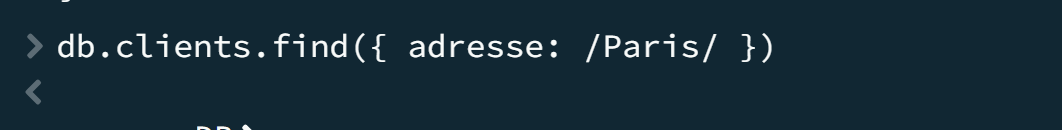 > db.clients.find({ adresse: /Paris/ })
<